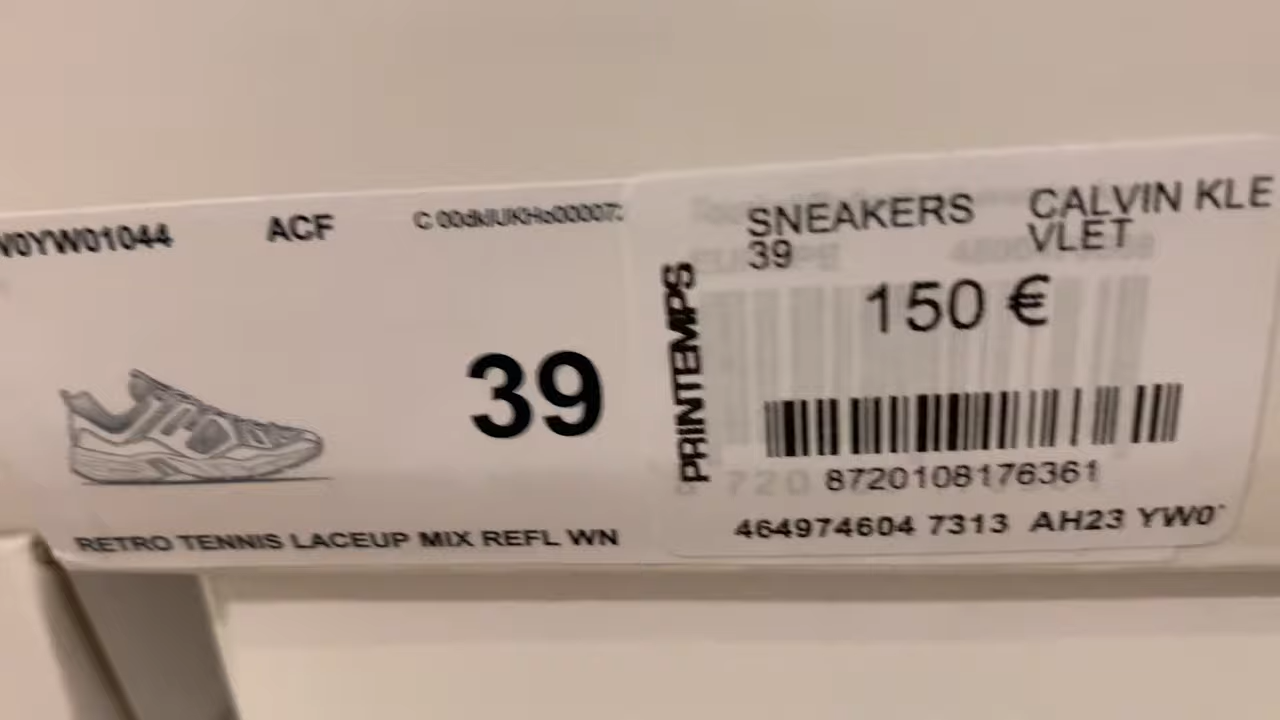 W0YW01044 ACF
39
RETRO TENNIS LACEUP MIX REFL WN
PRINTEMPS
SNEAKERS CALVIN KLE
39 VLET
150 €
8720108176361
464974604 7313 AH23 YW0